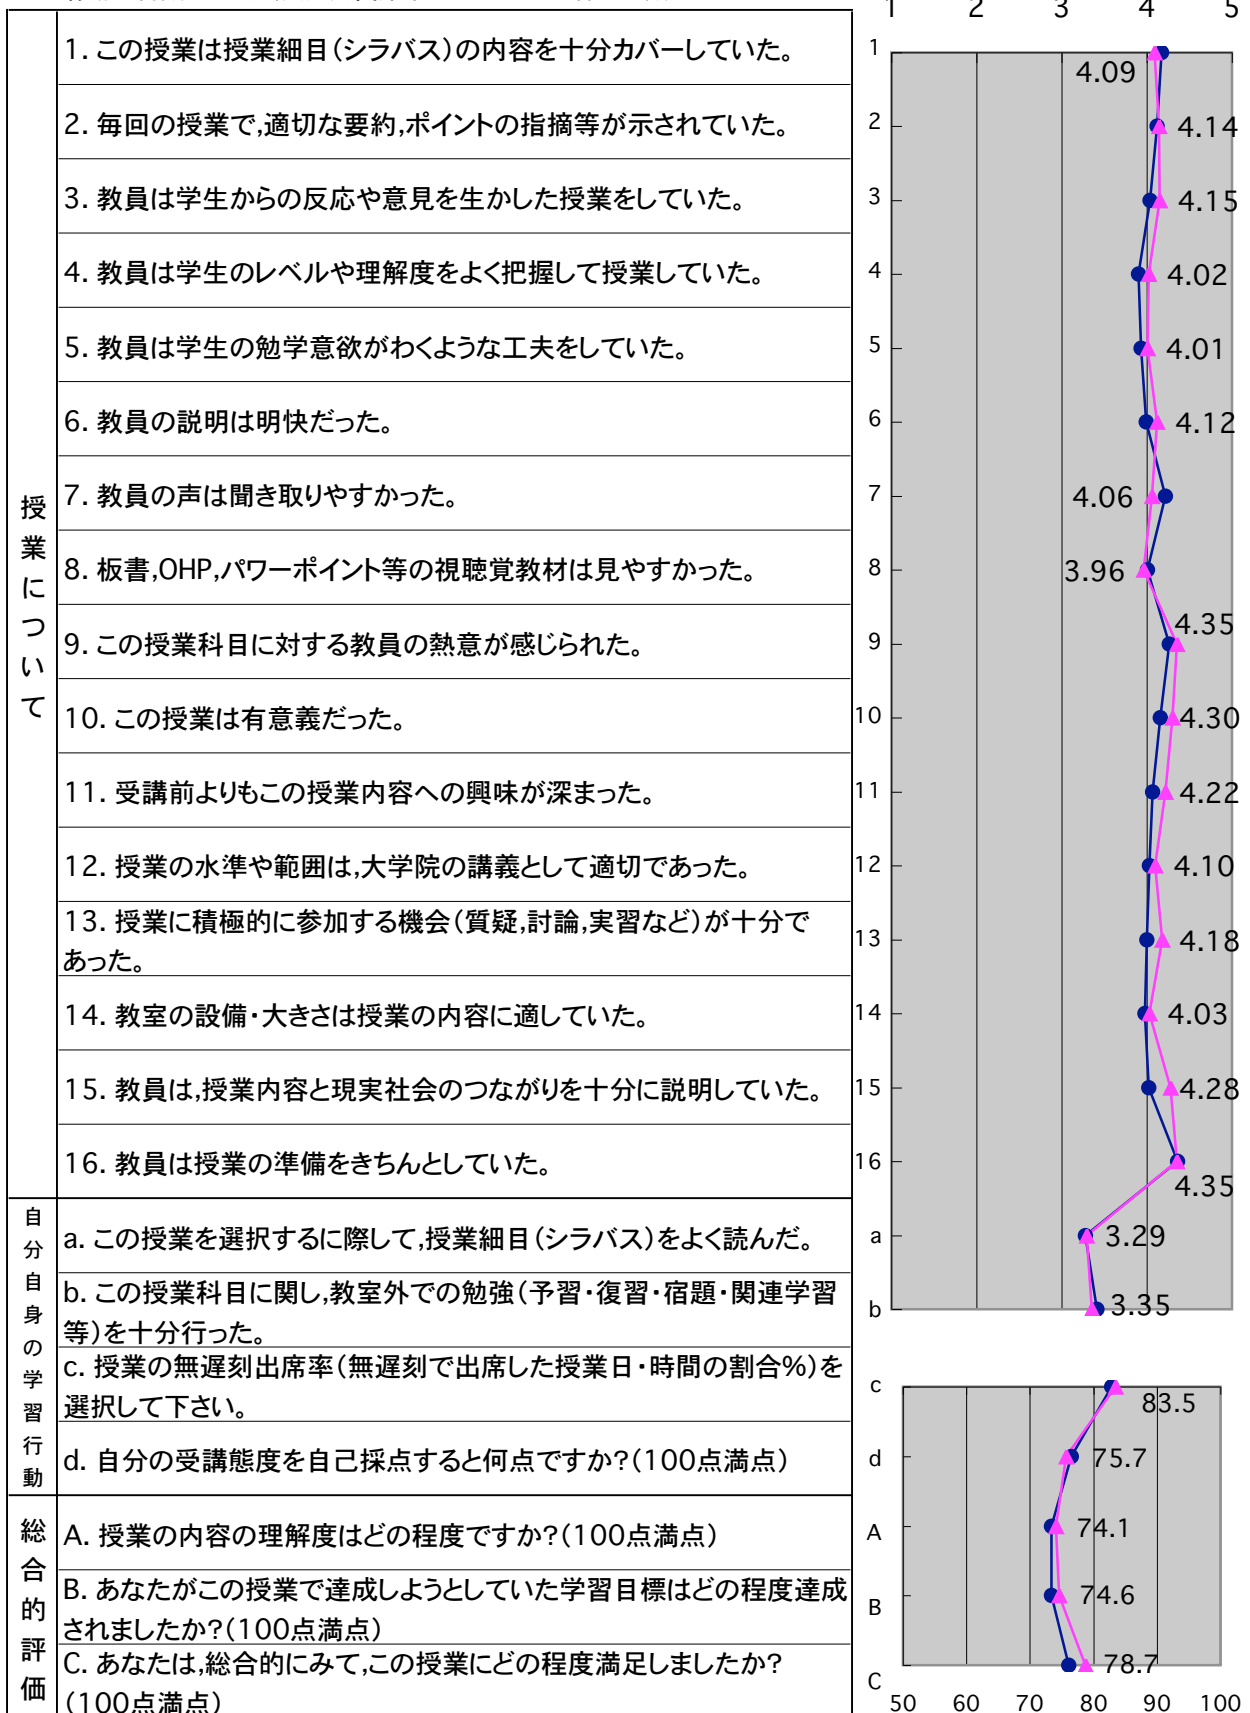 1 2 3 4 5
授業について
1. この授業は授業細目(シラバス)の内容を十分カバーしていた。
2. 毎回の授業で,適切な要約,ポイントの指摘等が示されていた。
3. 教員は学生からの反応や意見を生かした授業をしていた。
4. 教員は学生のレベルや理解度をよく把握して授業していた。
5. 教員は学生の勉学意欲がわくような工夫をしていた。
6. 教員の説明は明快だった。
7. 教員の声は聞き取りやすかった。
8. 板書,OHP,パワーポイント等の視聴覚教材は見やすかった。
9. この授業科目に対する教員の熱意が感じられた。
10. この授業は有意義だった。
11. 受講前よりもこの授業内容への興味が深まった。
12. 授業の水準や範囲は,大学院の講義として適切であった。
13. 授業に積極的に参加する機会(質疑,討論,実習など)が十分で
あった。
14. 教室の設備・大きさは授業の内容に適していた。
15. 教員は,授業内容と現実社会のつながりを十分に説明していた。
16. 教員は授業の準備をきちんとしていた。
自分自身の学習行動
a. この授業を選択するに際して,授業細目(シラバス)をよく読んだ。
b. この授業科目に関し,教室外での勉強(予習・復習・宿題・関連学習
等)を十分行った。
c. 授業の無遅刻出席率(無遅刻で出席した授業日・時間の割合%)を
選択して下さい。
d. 自分の受講態度を自己採点すると何点ですか?(100点満点)
総合的評価
A. 授業の内容の理解度はどの程度ですか?(100点満点)
B. あなたがこの授業で達成しようとしていた学習目標はどの程度達成
されましたか?(100点満点)
C. あなたは,総合的にみて,この授業にどの程度満足しましたか?
(100点満点)
1 4.09
2 4.14
3 4.15
4 4.02
5 4.01
6 4.12
7 4.06
8 3.96
9 4.35
10 4.30
11 4.22
12 4.10
13 4.18
14 4.03
15 4.28
16 4.35
a 3.29
b 3.35
c 83.5
d 75.7
A 74.1
B 74.6
C 78.7
50 60 70 80 90 100